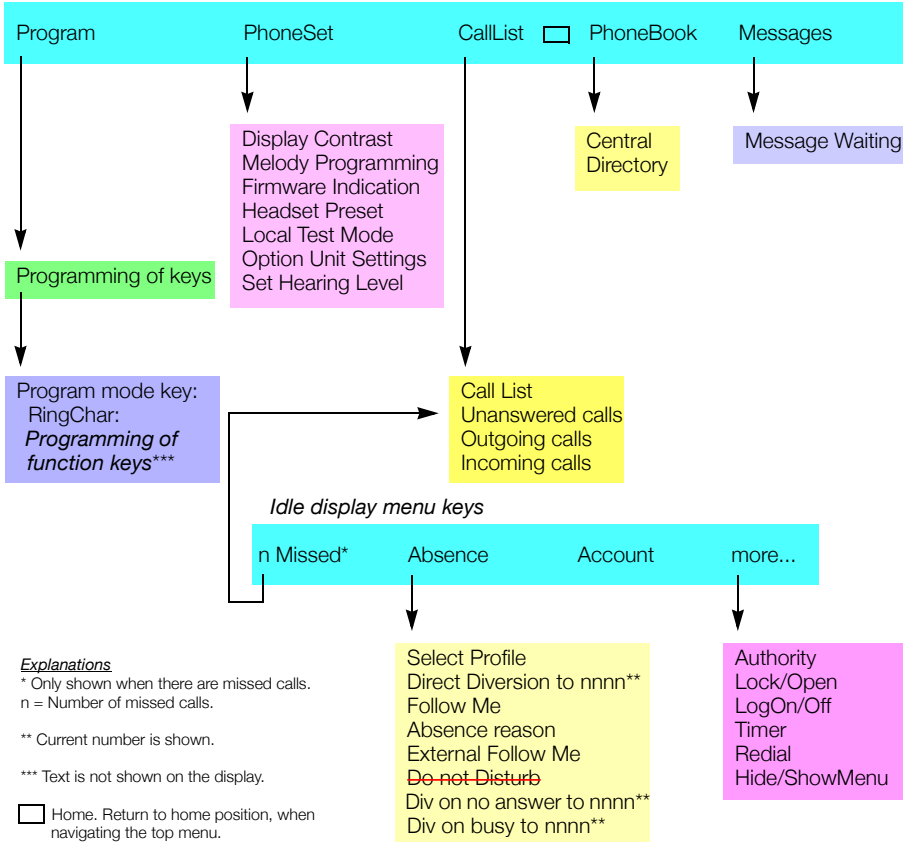 Program
PhoneSet
CallList
PhoneBook
Messages
Display Contrast
Melody Programming
Firmware Indication
Headset Preset
Local Test Mode
Option Unit Settings
Set Hearing Level
Central
Directory
Message Waiting
Programming of keys
Program mode key:
RingChar:
Programming of
function keys***
Call List
Unanswered calls
Outgoing calls
Incoming calls
Idle display menu keys
n Missed*
Absence
Account
more...
Select Profile
Direct Diversion to nnnn**
Follow Me
Absence reason
External Follow Me
Do not Disturb
Div on no answer to nnnn**
Div on busy to nnnn**
Authority
Lock/Open
LogOn/Off
Timer
Redial
Hide/ShowMenu
Explanations
* Only shown when there are missed calls.
n = Number of missed calls.
** Current number is shown.
*** Text is not shown on the display.
Home. Return to home position, when
navigating the top menu.